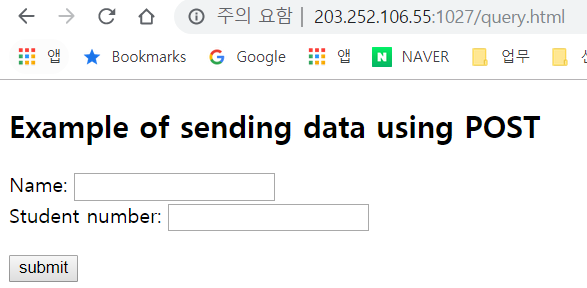 주의 요함 | 203.252.106.55:1027/query.html
앱 Bookmarks Google 앱 NAVER 업무
Example of sending data using POST
Name:
Student number:
submit